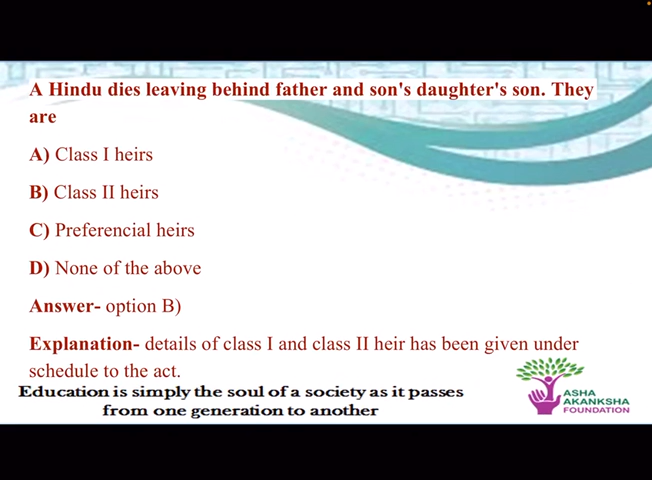 A Hindu dies leaving behind father and son's daughter's son. They
are
A) Class I heirs
B) Class II heirs
C) Preferencial heirs
D) None of the above
Answer- option B)
Explanation- details of class I and class II heir has been given under
schedule to the act.
Education is simply the soul of a society as it passes
from one generation to another
ASHA
AKANKSHA
FOUNDATION